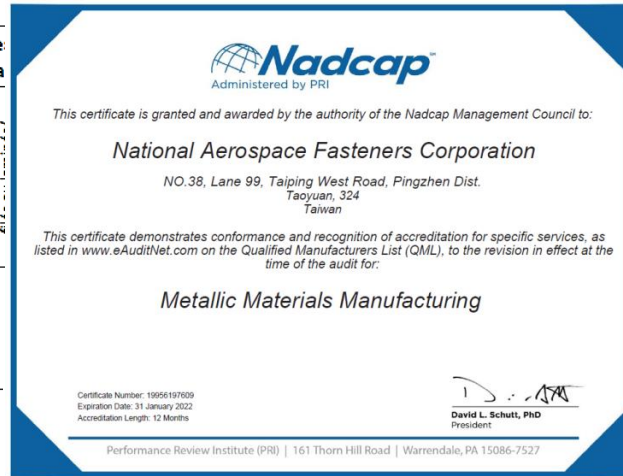 Nadcap
Administered by PRI
This certificate is granted and awarded by the authority of the Nadcap Management Council to:
National Aerospace Fasteners Corporation
NO.38, Lane 99, Taiping West Road, Pingzhen Dist.
Taoyuan, 324
Taiwan
This certificate demonstrates conformance and recognition of accreditation for specific services, as
listed in www.eAuditNet.com on the Qualified Manufacturers List (QML), to the revision in effect at the
time of the audit for:
Metallic Materials Manufacturing
Certificate Number: 19956197609
Expiration Date: 31 January 2022
Accreditation Length: 12 Months
David L. Schutt, PhD
President
Performance Review Institute (PRI) | 161 Thorn Hill Road | Warrendale, PA 15086-7527